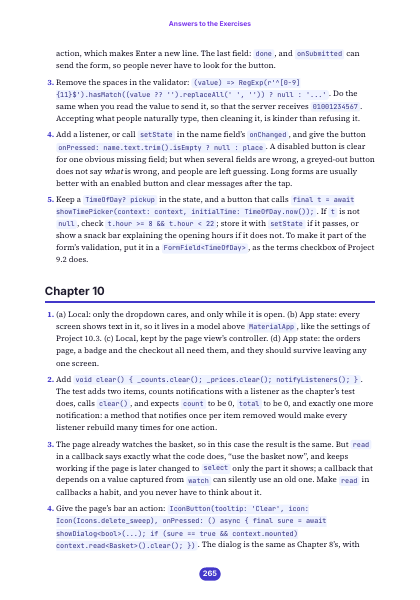 Answers to the Exercises
action, which makes Enter a new line. The last field: done, and onSubmitted can
send the form, so people never have to look for the button.
3. Remove the spaces in the validator: (value) => RegExp(r'^[0-9]
{11}$').hasMatch((value ?? '').replaceAll(' ', '')) ? null : '...'. Do the
same when you read the value to send it, so that the server receives 01001234567.
Accepting what people naturally type, then cleaning it, is kinder than refusing it.
4. Add a listener, or call setState in the name field's onChanged, and give the button
onPressed: name.text.trim().isEmpty ? null : place. A disabled button is clear
for one obvious missing field; but when several fields are wrong, a greyed-out button
does not say what is wrong, and people are left guessing. Long forms are usually
better with an enabled button and clear messages after the tap.
5. Keep a TimeOfDay? pickup in the state, and a button that calls final t = await
showTimePicker(context: context, initialTime: TimeOfDay.now());. If t is not
null, check t.hour >= 8 && t.hour < 22; store it with setState if it passes, or
show a snack bar explaining the opening hours if it does not. To make it part of the
form's validation, put it in a FormField<TimeOfDay>, as the terms checkbox of Project
9.2 does.
Chapter 10
1. (a) Local: only the dropdown cares, and only while it is open. (b) App state: every
screen shows text in it, so it lives in a model above MaterialApp, like the settings of
Project 10.3. (c) Local, kept by the page view's controller. (d) App state: the orders
page, a badge and the checkout all need them, and they should survive leaving any
one screen.
2. Add void clear() { _counts.clear(); _prices.clear(); notifyListeners(); }.
The test adds two items, counts notifications with a listener as the chapter's test
does, calls clear(), and expects count to be 0, total to be 0, and exactly one more
notification: a method that notifies once per item removed would make every
listener rebuild many times for one action.
3. The page already watches the basket, so in this case the result is the same. But read
in a callback says exactly what the code does, “use the basket now”, and keeps
working if the page is later changed to select only the part it shows; a callback that
depends on a value captured from watch can silently use an old one. Make read in
callbacks a habit, and you never have to think about it.
4. Give the page's bar an action: IconButton(tooltip: 'Clear', icon:
Icon(Icons.delete_sweep), onPressed: () async { final sure = await
showDialog<bool>(...); if (sure == true && context.mounted)
context.read<Basket>().clear(); }). The dialog is the same as Chapter 8's, with
265